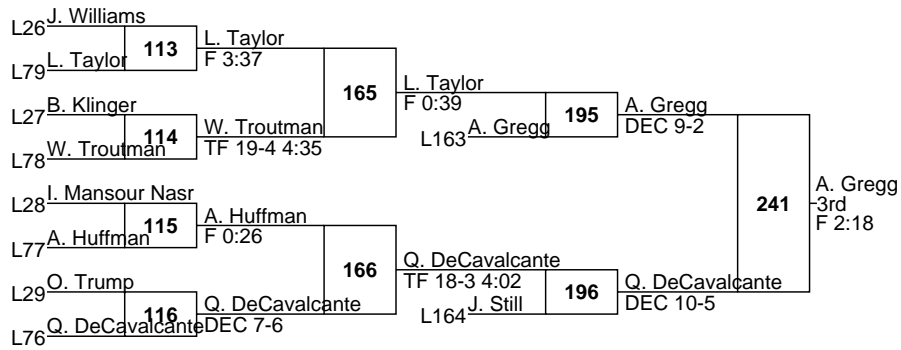 J. Williams
L26
113
L. Taylor
F 3:37
L. Taylor
L79
165
L. Taylor
F 0:39
B. Klinger
L27
114
W. Troutman
TF 19-4 4:35
W. Troutman
L78
A. Gregg
L163
195
A. Gregg
DEC 9-2
I. Mansour Nasr
L28
115
A. Huffman
F 0:26
A. Huffman
L77
241
A. Gregg
3rd
F 2:18
166
Q. DeCavalcante
TF 18-3 4:02
O. Trump
L29
116
Q. DeCavalcante
DEC 7-6
Q. DeCavalcante
L76
J. Still
L164
196
Q. DeCavalcante
DEC 10-5